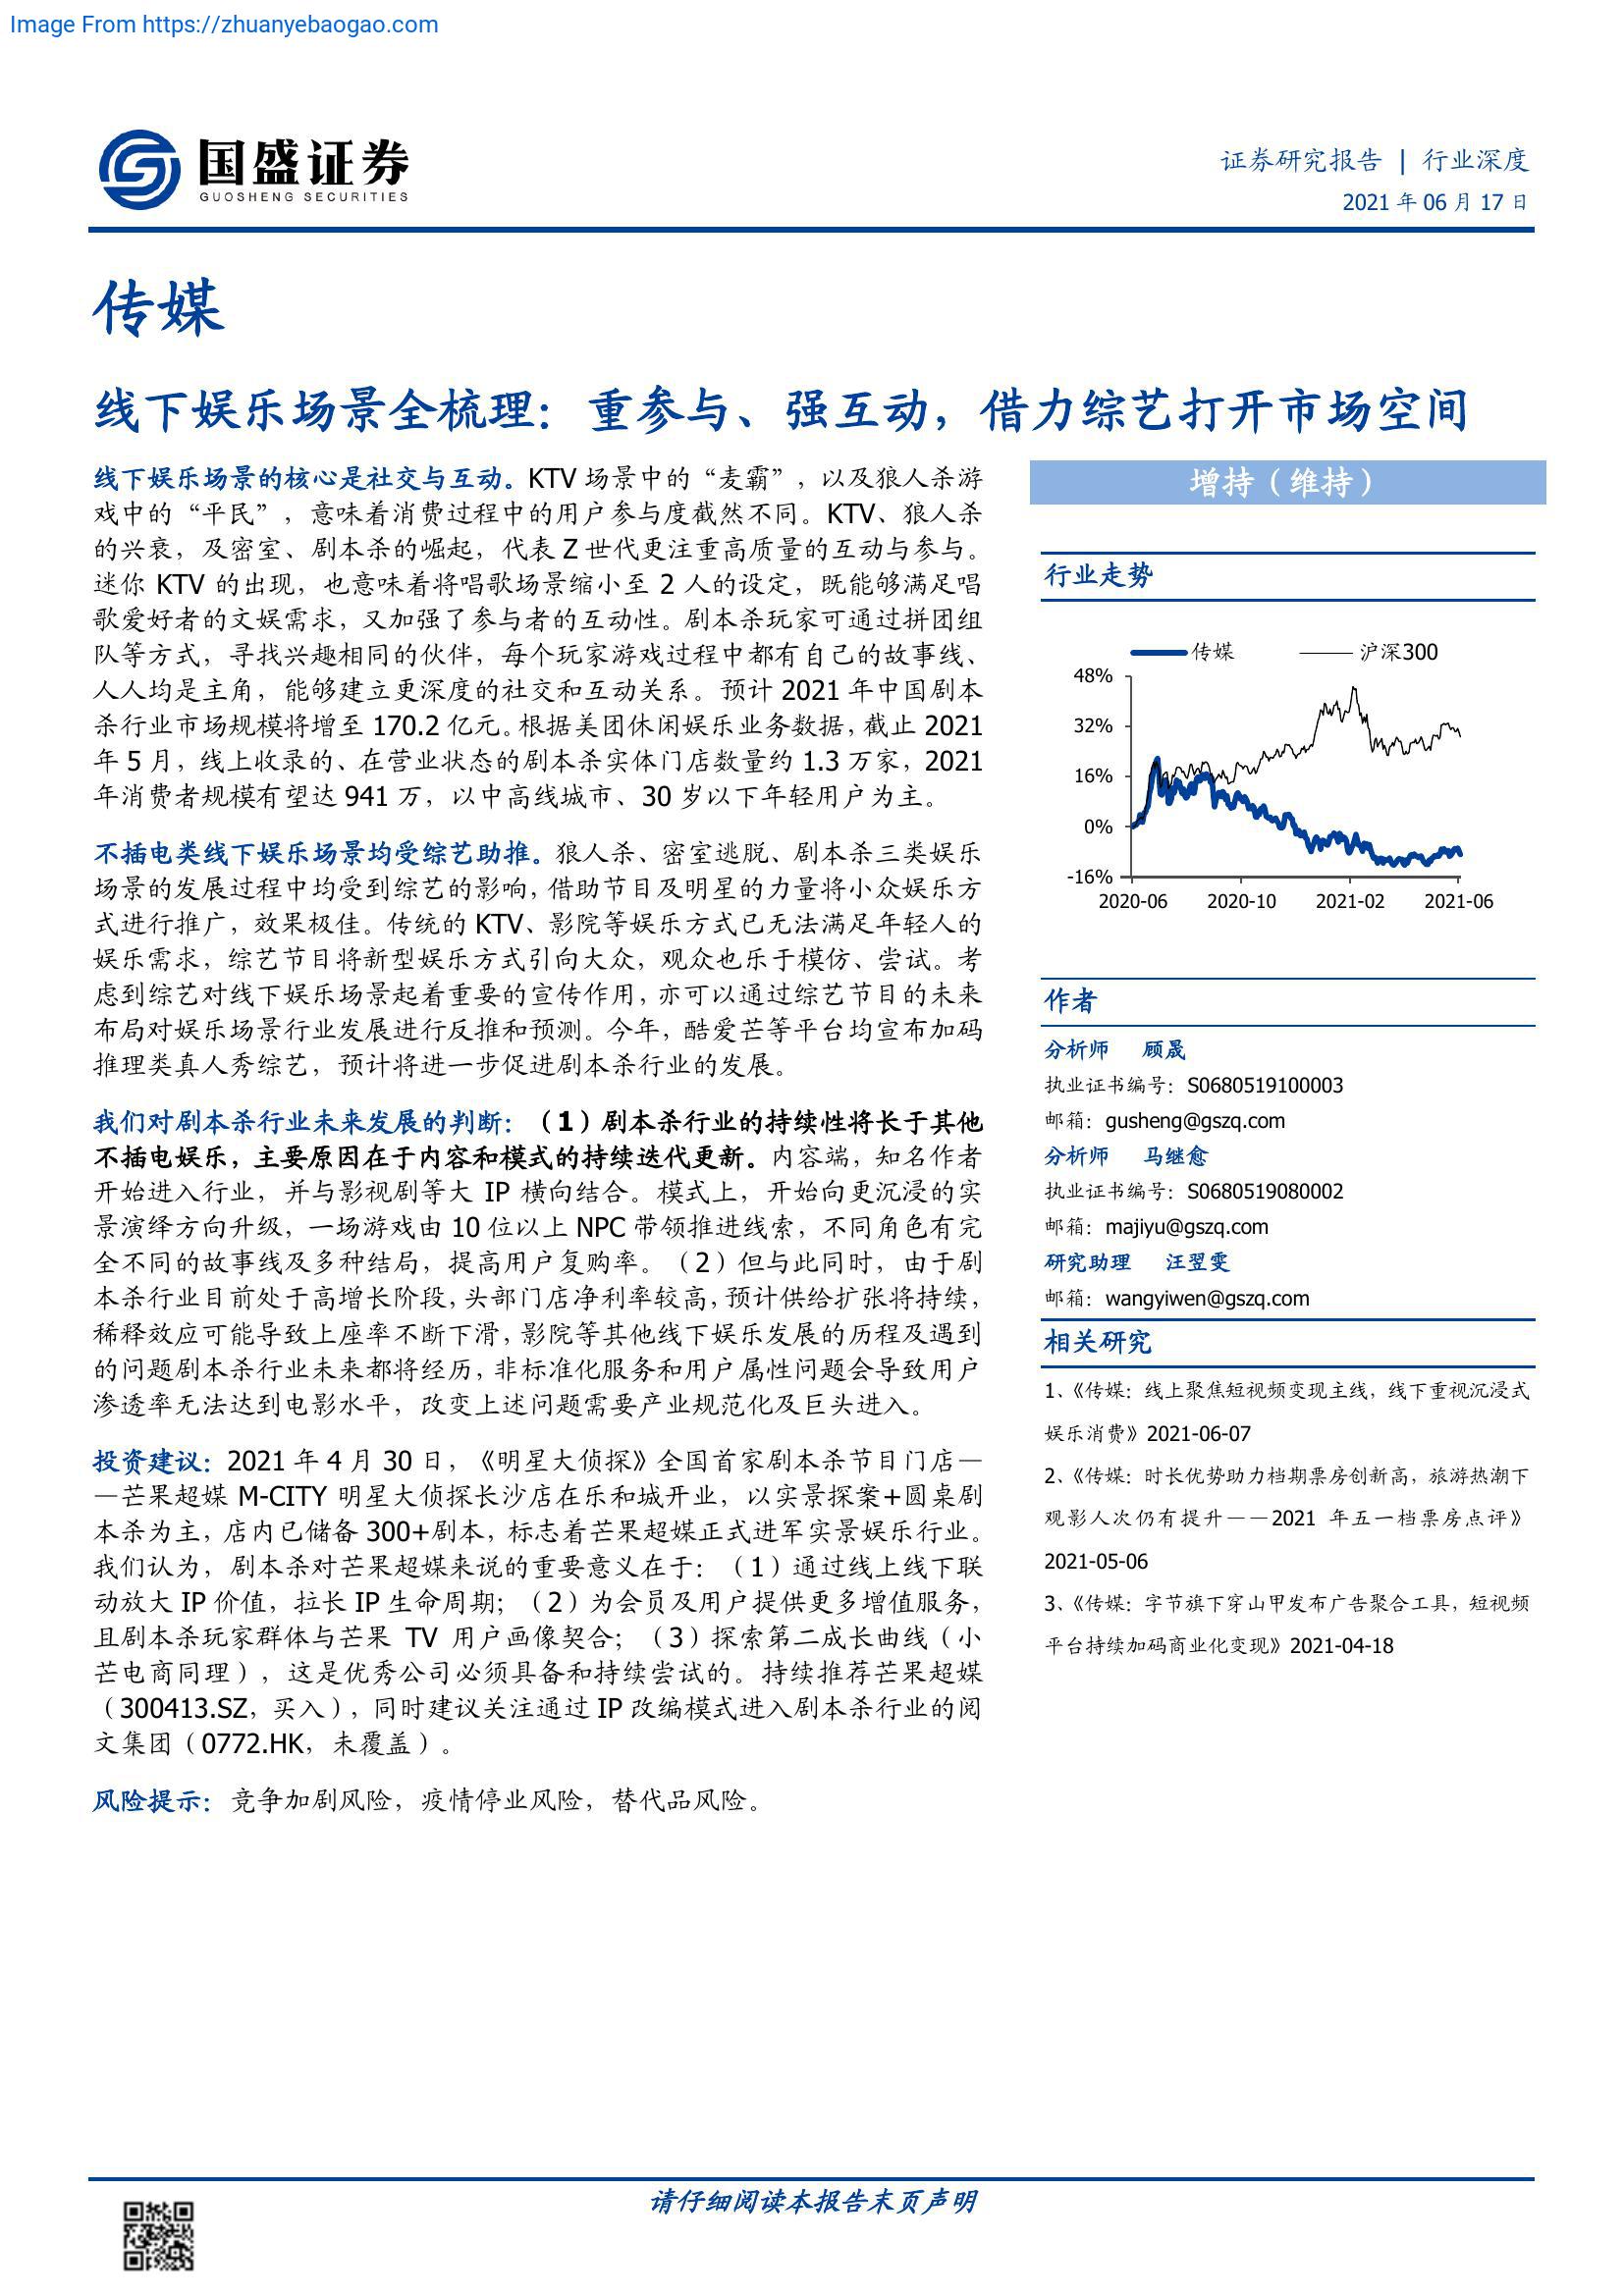 Image From https://zhuanyebaogao.com
国盛证券
GUOSHENG SECURITIES
证券研究报告 | 行业深度
2021 年 06 月 17 日
传媒
线下娱乐场景全梳理：重参与、强互动，借力综艺打开市场空间
线下娱乐场景的核心是社交与互动。KTV 场景中的“麦霸”，以及狼人杀游
戏中的“平民”，意味着消费过程中的用户参与度截然不同。KTV、狼人杀
的兴衰，及密室、剧本杀的崛起，代表 Z 世代更注重高质量的互动与参与。
迷你 KTV 的出现，也意味着将唱歌场景缩小至 2 人的设定，既能够满足唱
歌爱好者的文娱需求，又加强了参与者的互动性。剧本杀玩家可通过拼团组
队等方式，寻找兴趣相同的伙伴，每个玩家游戏过程中都有自己的故事线、
人人均是主角，能够建立更深度的社交和互动关系。预计 2021 年中国剧本
杀行业市场规模将增至 170.2 亿元。根据美团休闲娱乐业务数据，截止 2021
年 5 月，线上收录的、在营业状态的剧本杀实体门店数量约 1.3 万家，2021
年消费者规模有望达 941 万，以中高线城市、30 岁以下年轻用户为主。
不插电类线下娱乐场景均受综艺助推。狼人杀、密室逃脱、剧本杀三类娱乐
场景的发展过程中均受到综艺的影响，借助节目及明星的力量将小众娱乐方
式进行推广，效果极佳。传统的 KTV、影院等娱乐方式已无法满足年轻人的
娱乐需求，综艺节目将新型娱乐方式引向大众，观众也乐于模仿、尝试。考
虑到综艺对线下娱乐场景起着重要的宣传作用，亦可以通过综艺节目的未来
布局对娱乐场景行业发展进行反推和预测。今年，酷爱芒等平台均宣布加码
推理类真人秀综艺，预计将进一步促进剧本杀行业的发展。
我们对剧本杀行业未来发展的判断：（1）剧本杀行业的持续性将长于其他
不插电娱乐，主要原因在于内容和模式的持续迭代更新。内容端，知名作者
开始进入行业，并与影视剧等大 IP 横向结合。模式上，开始向更沉浸的实
景演绎方向升级，一场游戏由 10 位以上 NPC 带领推进线索，不同角色有完
全不同的故事线及多种结局，提高用户复购率。（2）但与此同时，由于剧
本杀行业目前处于高增长阶段，头部门店净利率较高，预计供给扩张将持续，
稀释效应可能导致上座率不断下滑，影院等其他线下娱乐发展的历程及遇到
的问题剧本杀行业未来都将经历，非标准化服务和用户属性问题会导致用户
渗透率无法达到电影水平，改变上述问题需要产业规范化及巨头进入。
投资建议：2021 年 4 月 30 日，《明星大侦探》全国首家剧本杀节目门店—
—芒果超媒 M-CITY 明星大侦探长沙店在乐和城开业，以实景探案+圆桌剧
本杀为主，店内已储备 300+剧本，标志着芒果超媒正式进军实景娱乐行业。
我们认为，剧本杀对芒果超媒来说的重要意义在于：（1）通过线上线下联
动放大 IP 价值，拉长 IP 生命周期；（2）为会员及用户提供更多增值服务，
且剧本杀玩家群体与芒果 TV 用户画像契合；（3）探索第二成长曲线（小
芒电商同理），这是优秀公司必须具备和持续尝试的。持续推荐芒果超媒
（300413.SZ，买入），同时建议关注通过 IP 改编模式进入剧本杀行业的阅
文集团（0772.HK，未覆盖）。
风险提示：竞争加剧风险，疫情停业风险，替代品风险。
增持（维持）
行业走势
传媒 沪深300
48%
32%
16%
0%
-16%
2020-06 2020-10 2021-02 2021-06
作者
分析师 顾晟
执业证书编号：S0680519100003
邮箱：gusheng@gszq.com
分析师 马继愈
执业证书编号：S0680519080002
邮箱：majiyu@gszq.com
研究助理 汪翌雯
邮箱：wangyiwen@gszq.com
相关研究
1、《传媒：线上聚焦短视频变现主线，线下重视沉浸式
娱乐消费》2021-06-07
2、《传媒：时长优势助力档期票房创新高，旅游热潮下
观影人次仍有提升——2021 年五一档票房点评》
2021-05-06
3、《传媒：字节旗下穿山甲发布广告聚合工具，短视频
平台持续加码商业化变现》2021-04-18
请仔细阅读本报告末页声明